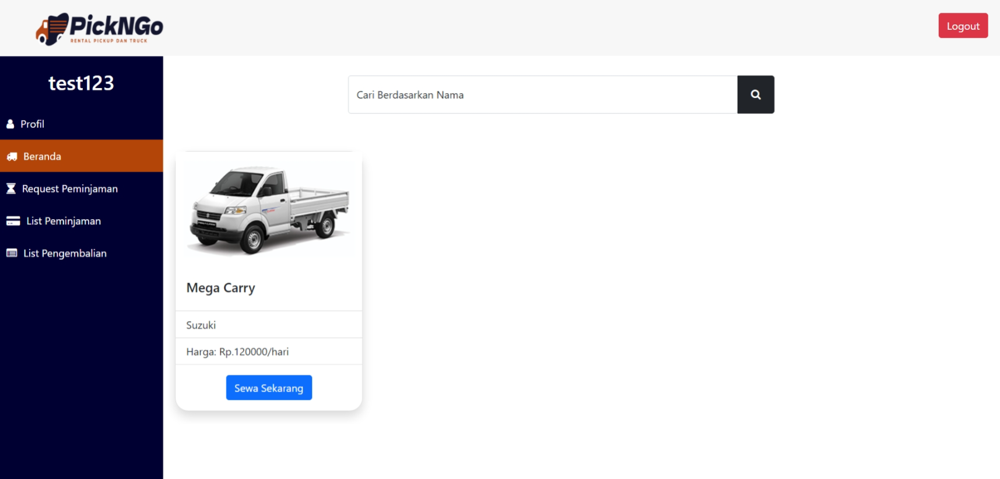 PickNGo
RENTAL PICKUP DAN TRUCK
Logout
test123
Profil
Beranda
Request Peminjaman
List Peminjaman
List Pengembalian
Cari Berdasarkan Nama
Mega Carry
Suzuki
Harga: Rp.120000/hari
Sewa Sekarang